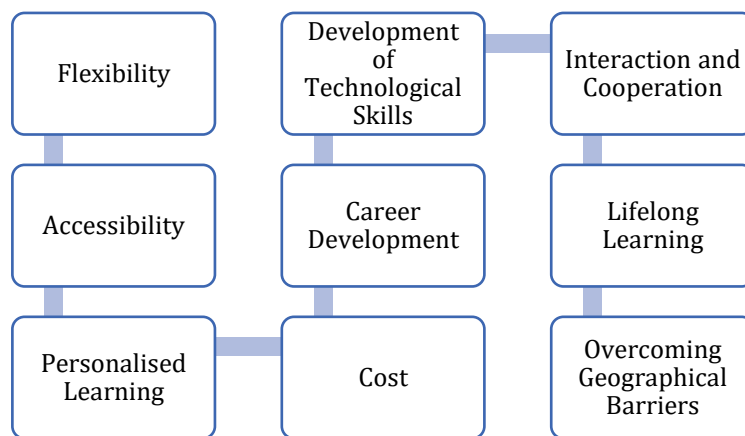 Flexibility
Accessibility
Personalised
Learning
Cost
Career
Development
Development
of
Technological
Skills
Interaction and
Cooperation
Lifelong
Learning
Overcoming
Geographical
Barriers